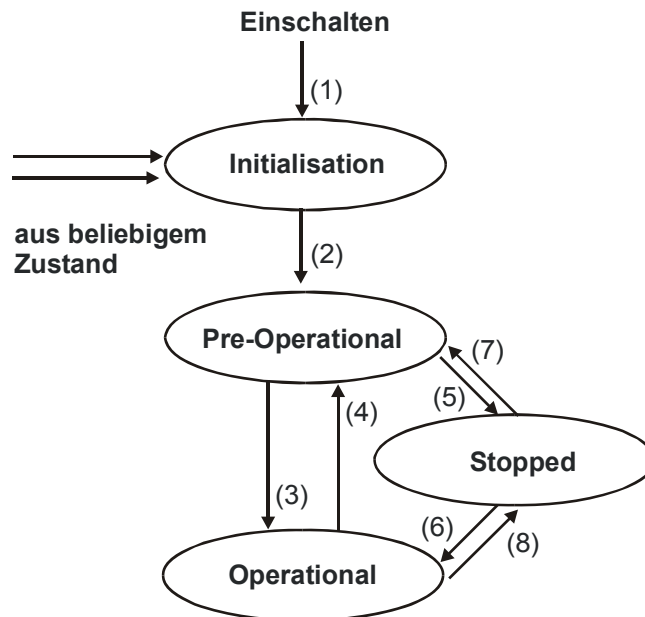 Einschalten
(1)
Initialisation
aus beliebigem
Zustand
(2)
Pre-Operational
(7)
(5)
(4)
Stopped
(3)
(6)
(8)
Operational